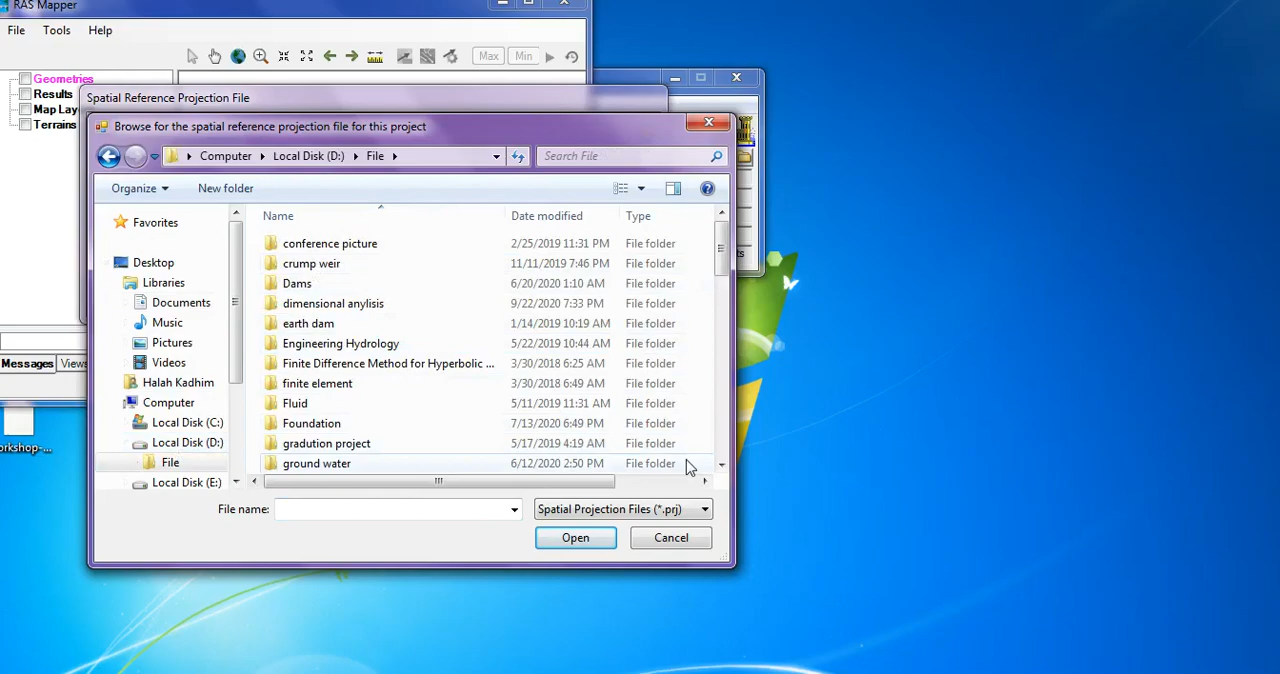 RAS Mapper
File Tools Help
Max Min
Geometries
Results
Map Lay
Terrains
Spatial Reference Projection File
Browse for the spatial reference projection file for this project
Computer Local Disk (D:) File
Search File
Organize New folder
Name Date modified Type
Favorites
Desktop
Libraries
Documents
Music
Pictures
Videos
Halah Kadhim
Computer
Local Disk (C:)
Local Disk (D:)
File
Local Disk (E:)
conference picture 2/25/2019 11:31 PM File folder
crump weir 11/11/2019 7:46 PM File folder
Dams 6/20/2020 1:10 AM File folder
dimensional anylisis 9/22/2020 7:33 PM File folder
earth dam 1/14/2019 10:19 AM File folder
Engineering Hydrology 5/22/2019 10:44 AM File folder
Finite Difference Method for Hyperbolic ... 3/30/2018 6:25 AM File folder
finite element 3/30/2018 6:49 AM File folder
Fluid 5/11/2019 11:31 AM File folder
Foundation 7/13/2020 6:49 PM File folder
gradution project 5/17/2019 4:19 AM File folder
ground water 6/12/2020 2:50 PM File folder
File name:
Spatial Projection Files (*.prj)
Open Cancel
Messages Views
orkshop-...
ts